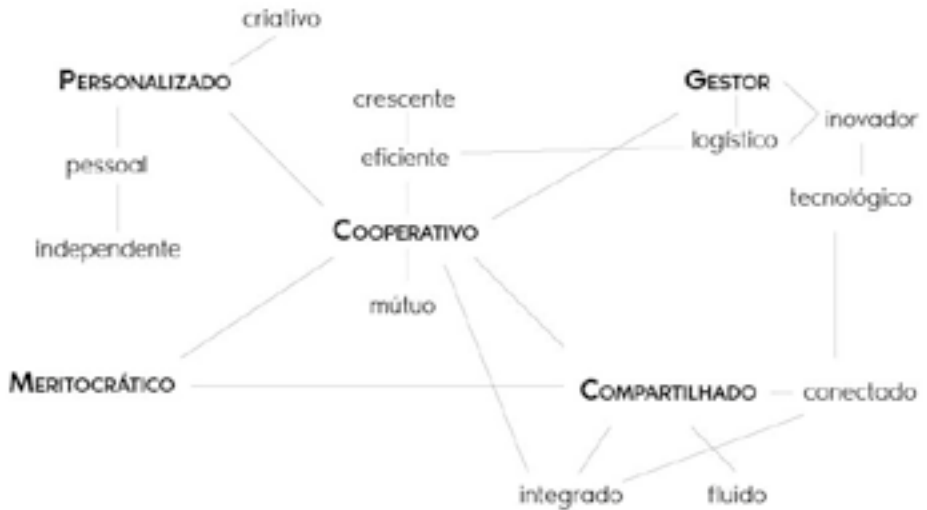 criativo
PERSONALIZADO
GESTOR
crescente
inovador
logístico
eficiente
pessoal
tecnológico
COOPERATIVO
independente
mútuo
MERITOCRÁTICO
COMPARTILHADO
conectado
integrado
fluido